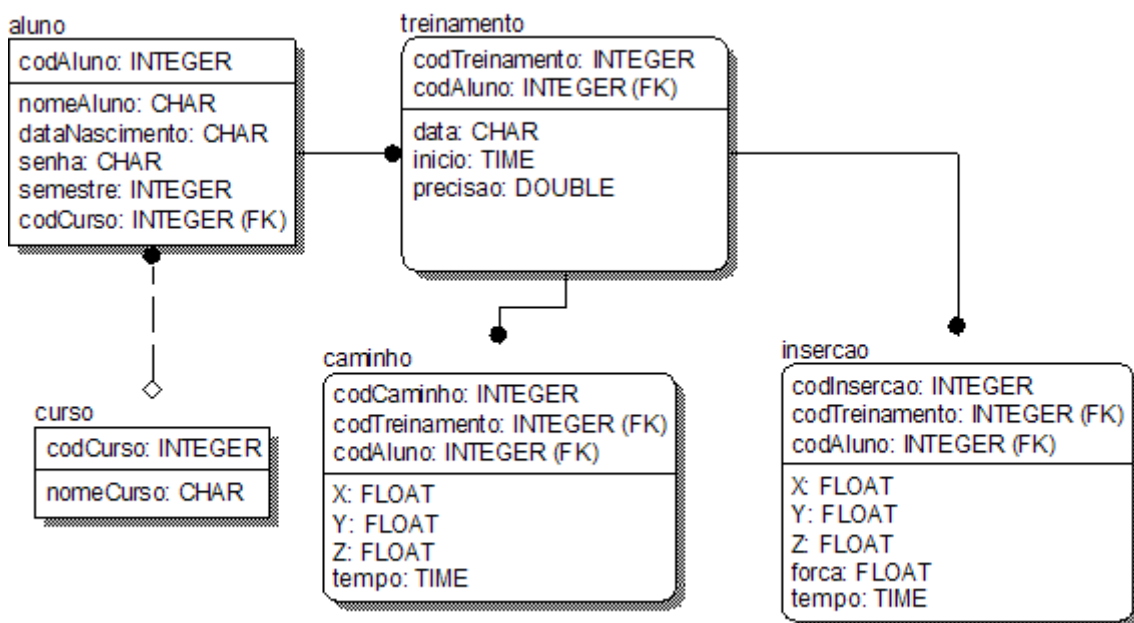 aluno
codAluno: INTEGER
nomeAluno: CHAR
dataNascimento: CHAR
senha: CHAR
semestre: INTEGER
codCurso: INTEGER (FK)
treinamento
codTreinamento: INTEGER
codAluno: INTEGER (FK)
data: CHAR
inicio: TIME
precisao: DOUBLE
curso
codCurso: INTEGER
nomeCurso: CHAR
caminho
codCaminho: INTEGER
codTreinamento: INTEGER (FK)
codAluno: INTEGER (FK)
X: FLOAT
Y: FLOAT
Z: FLOAT
tempo: TIME
insercao
codInsercao: INTEGER
codTreinamento: INTEGER (FK)
codAluno: INTEGER (FK)
X: FLOAT
Y: FLOAT
Z: FLOAT
forca: FLOAT
tempo: TIME